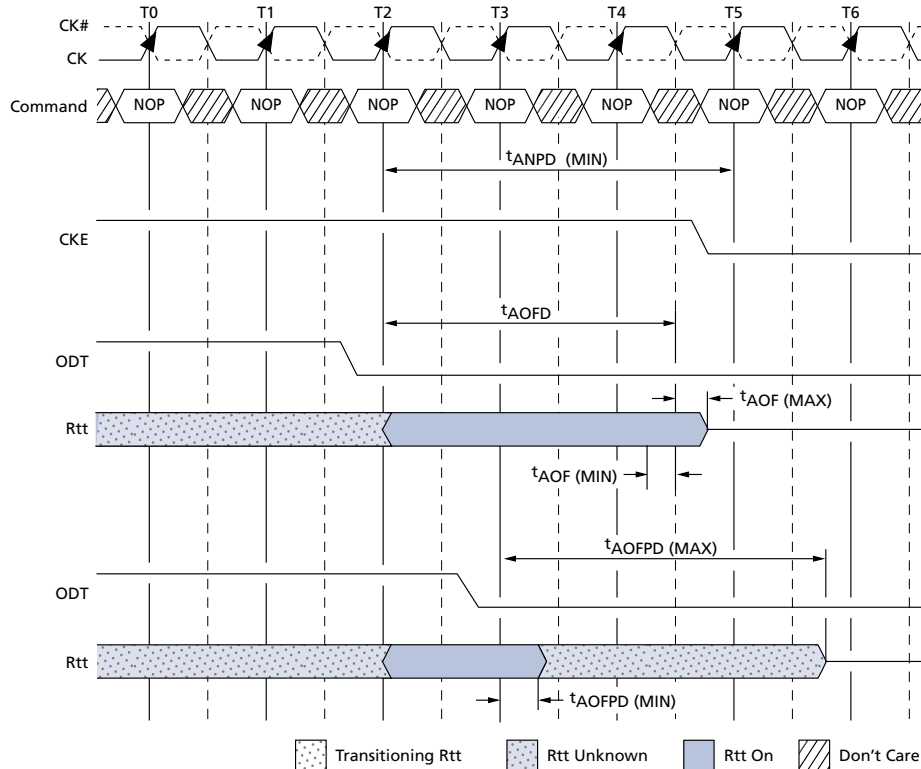 T0 T1 T2 T3 T4 T5 T6
CK#
CK
Command NOP NOP NOP NOP NOP NOP NOP
tANPD (MIN)
CKE
tAOFD
ODT
tAOF (MAX)
Rtt
tAOF (MIN)
tAOFPD (MAX)
ODT
Rtt
tAOFPD (MIN)
Transitioning Rtt Rtt Unknown Rtt On Don't Care